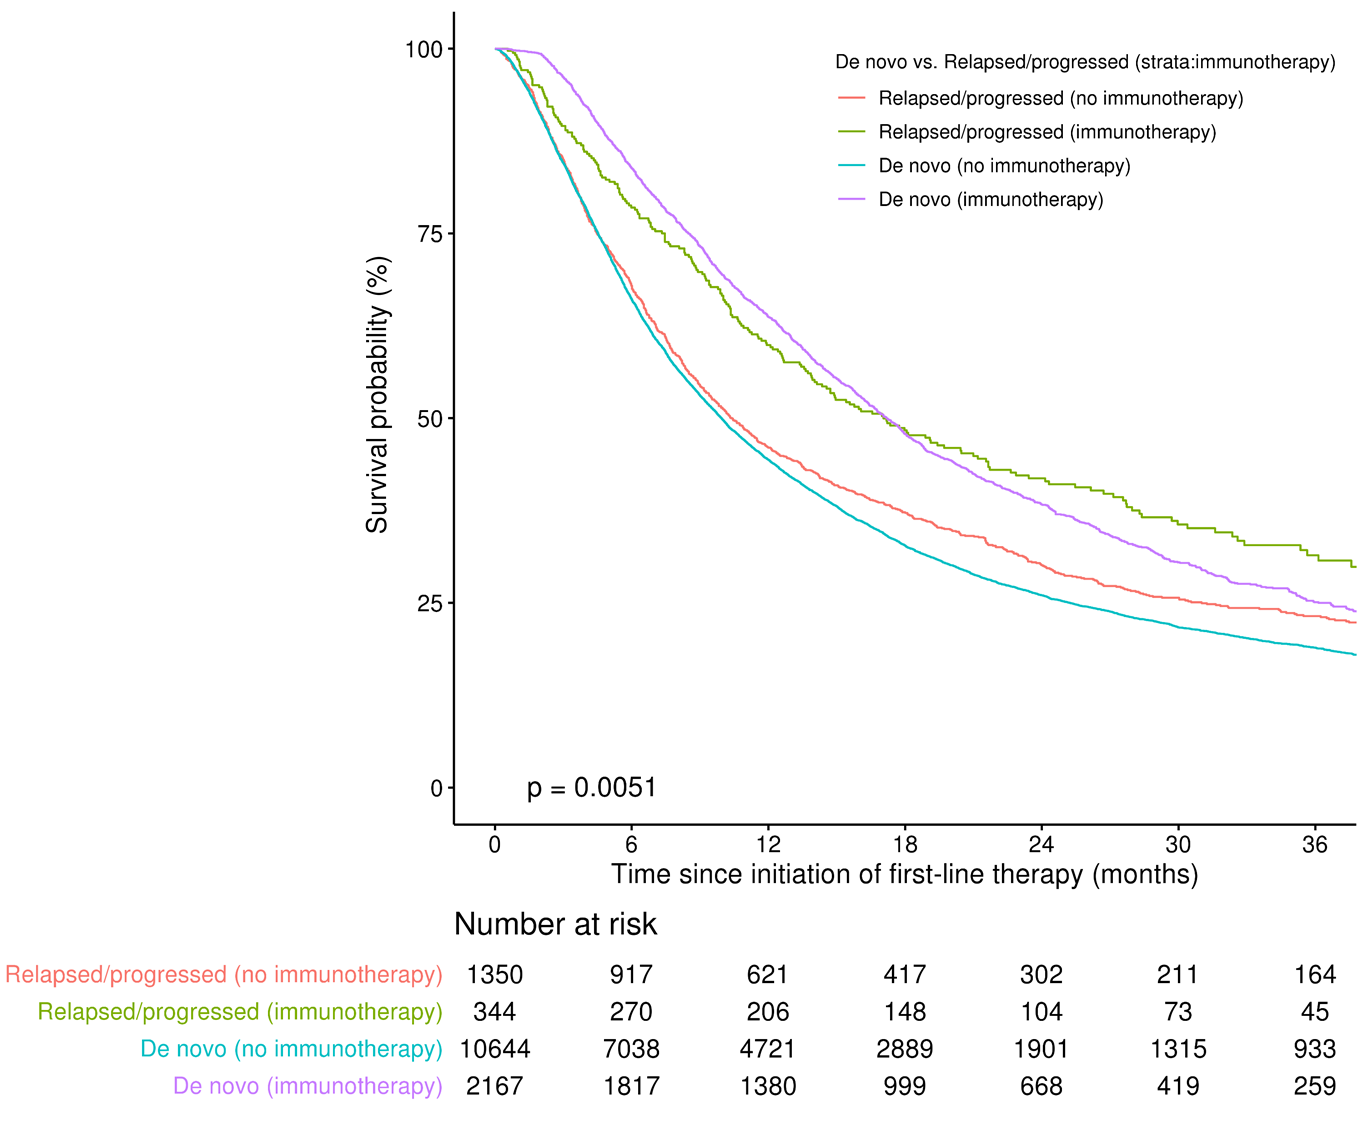 De novo vs. Relapsed/progressed (strata:immunotherapy)
Relapsed/progressed (no immunotherapy)
Relapsed/progressed (immunotherapy)
De novo (no immunotherapy)
De novo (immunotherapy)
Survival probability (%)
100
75
50
25
0
p = 0.0051
0 6 12 18 24 30 36
Time since initiation of first-line therapy (months)
Number at risk
Relapsed/progressed (no immunotherapy) 1350 917 621 417 302 211 164
Relapsed/progressed (immunotherapy) 344 270 206 148 104 73 45
De novo (no immunotherapy) 10644 7038 4721 2889 1901 1315 933
De novo (immunotherapy) 2167 1817 1380 999 668 419 259